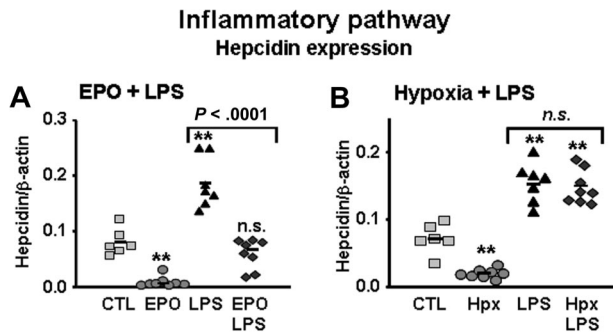 Inflammatory pathway
Hepcidin expression
A EPO + LPS
P < .0001
Hepcidin/β-actin
0.3
0.2
0.1
0.0
**
**
n.s.
CTL EPO LPS EPO
LPS
B Hypoxia + LPS
n.s.
Hepcidin/β-actin
0.2
0.1
0.0
**
**
**
CTL Hpx LPS Hpx
LPS